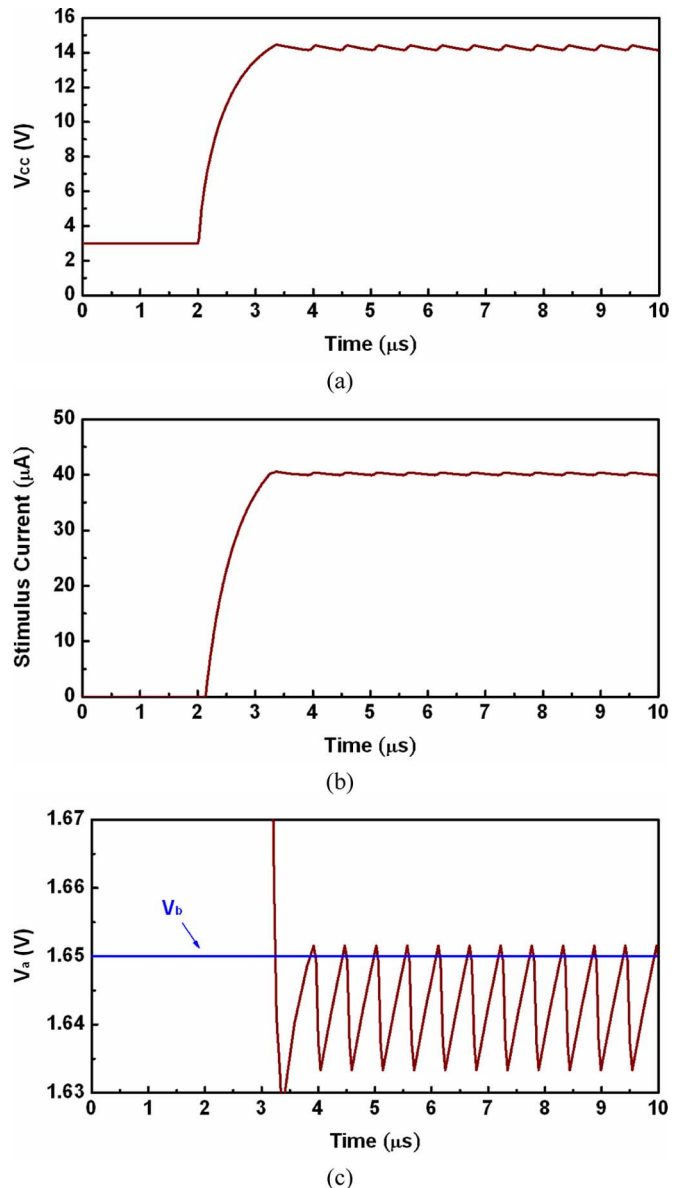 16
14
12
10
8
6
4
2
0
Vcc (V)
0 1 2 3 4 5 6 7 8 9 10
Time (μs)
(a)
50
40
30
20
10
0
Stimulus Current (μA)
0 1 2 3 4 5 6 7 8 9 10
Time (μs)
(b)
1.67
1.66
1.65
1.64
1.63
Va (V)
Vb
0 1 2 3 4 5 6 7 8 9 10
Time (μs)
(c)